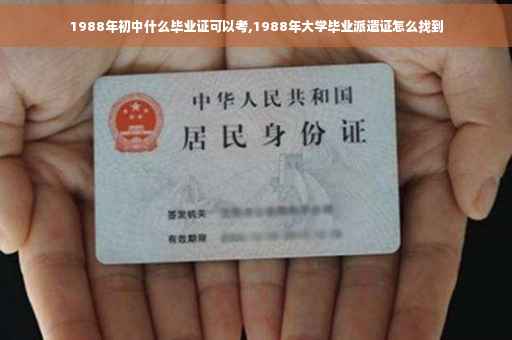 1988年初中什么毕业证可以考,1988年大学毕业派遣证怎么找到
中华人民共和国
居民身份证
签发机关
有效期限